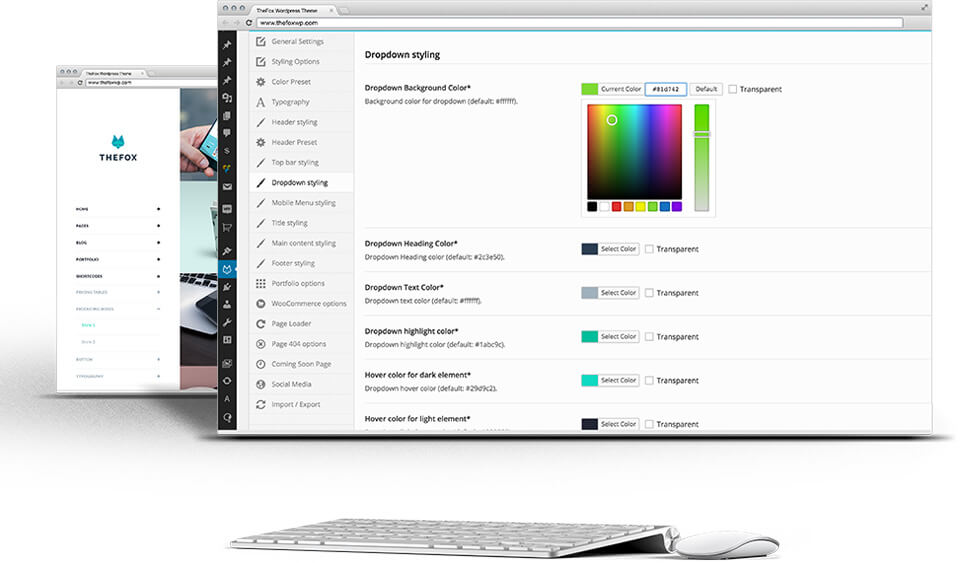 TheFox Wordpress Theme
www.thefoxwp.com
General Settings
Styling Options
Color Preset
Typography
Header styling
Header Preset
Top bar styling
Dropdown styling
Mobile Menu styling
Title styling
Main content styling
Footer styling
Portfolio options
WooCommerce options
Page Loader
Page 404 options
Coming Soon Page
Social Media
Import / Export
Dropdown styling
Dropdown Background Color*
Background color for dropdown (default: #ffffff).
Current Color #81d742 Default Transparent
Dropdown Heading Color*
Dropdown Heading color (default: #2c3e50).
Select Color Transparent
Dropdown Text Color*
Dropdown text color (default: #ffffff).
Select Color Transparent
Dropdown highlight color*
Dropdown highlight color (default: #1abc9c).
Select Color Transparent
Hover color for dark element*
Dropdown hover color (default: #29d9c2).
Select Color Transparent
Hover color for light element*
Select Color Transparent
TheFox Wordpress Theme
www.thefoxwp.com
THEFOX
HOME
PAGES
BLOG
PORTFOLIO
SHORTCODES
PRICING TABLES
BUTTON
TYPOGRAPHY